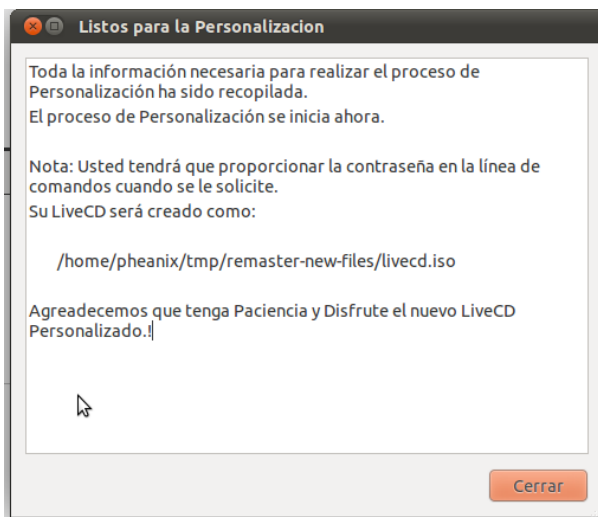 Listos para la Personalizacion
Toda la información necesaria para realizar el proceso de
Personalización ha sido recopilada.
El proceso de Personalización se inicia ahora.
Nota: Usted tendrá que proporcionar la contraseña en la línea de
comandos cuando se le solicite.
Su LiveCD será creado como:
/home/pheanix/tmp/remaster-new-files/livecd.iso
Agreadecemos que tenga Paciencia y Disfrute el nuevo LiveCD
Personalizado.!
Cerrar